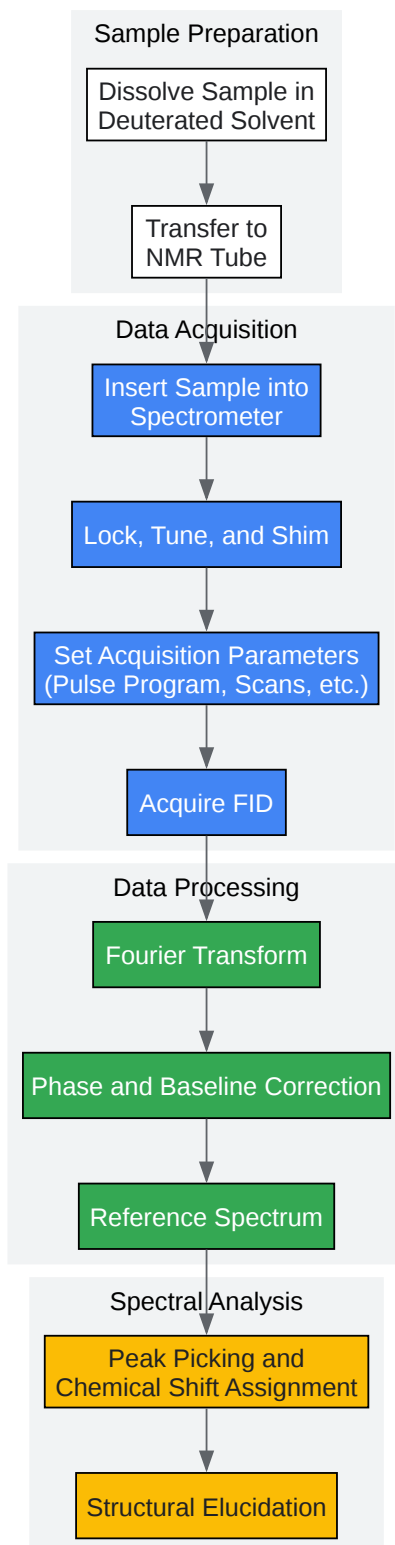 Sample Preparation
Dissolve Sample in
Deuterated Solvent
Transfer to
NMR Tube
Data Acquisition
Insert Sample into
Spectrometer
Lock, Tune, and Shim
Set Acquisition Parameters
(Pulse Program, Scans, etc.)
Acquire FID
Data Processing
Fourier Transform
Phase and Baseline Correction
Reference Spectrum
Spectral Analysis
Peak Picking and
Chemical Shift Assignment
Structural Elucidation